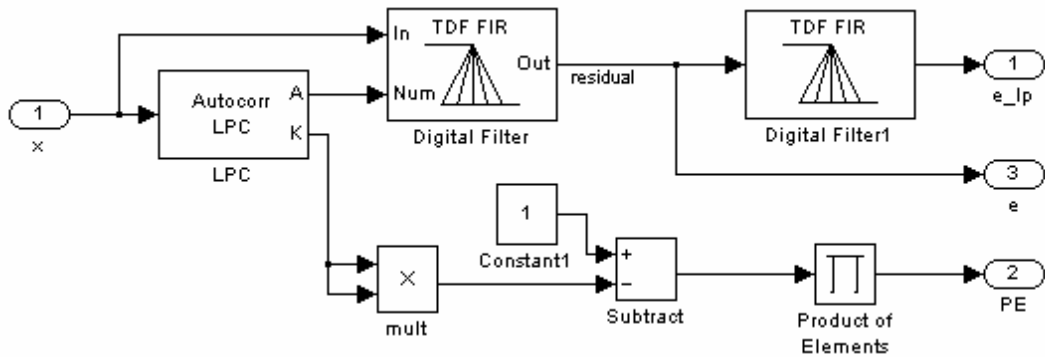 TDF FIR
In
Out
Num
Digital Filter
residual
TDF FIR
Digital Filter1
1
e_lp
1
x
Autocorr
LPC
A
K
LPC
3
e
1
Constant1
×
mult
+
−
Subtract
Product of
Elements
2
PE